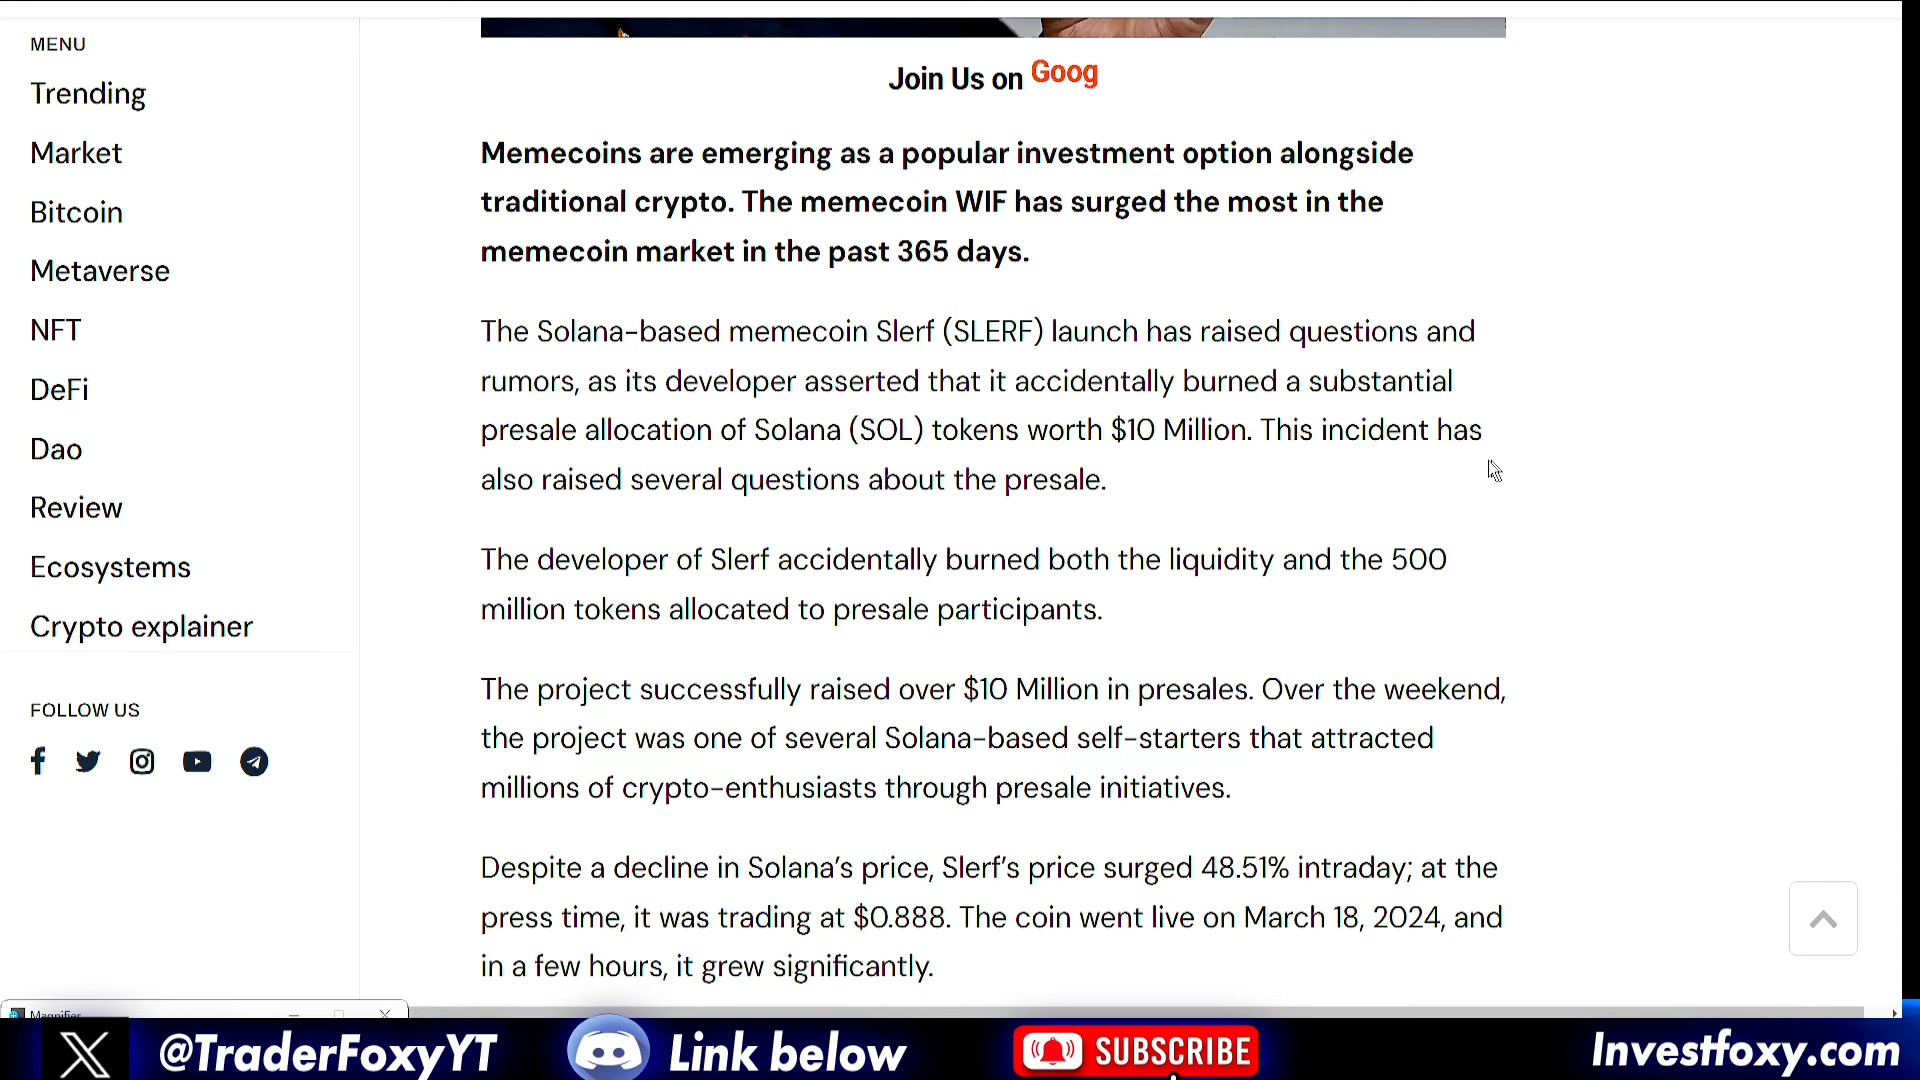 MENU
Trending
Market
Bitcoin
Metaverse
NFT
DeFi
Dao
Review
Ecosystems
Crypto explainer
FOLLOW US
Join Us on Goog
Memecoins are emerging as a popular investment option alongside
traditional crypto. The memecoin WIF has surged the most in the
memecoin market in the past 365 days.
The Solana-based memecoin Slerf (SLERF) launch has raised questions and
rumors, as its developer asserted that it accidentally burned a substantial
presale allocation of Solana (SOL) tokens worth $10 Million. This incident has
also raised several questions about the presale.
The developer of Slerf accidentally burned both the liquidity and the 500
million tokens allocated to presale participants.
The project successfully raised over $10 Million in presales. Over the weekend,
the project was one of several Solana-based self-starters that attracted
millions of crypto-enthusiasts through presale initiatives.
Despite a decline in Solana's price, Slerf's price surged 48.51% intraday; at the
press time, it was trading at $0.888. The coin went live on March 18, 2024, and
in a few hours, it grew significantly.
Magnifier
@TraderFoxyYT
Link below
SUBSCRIBE
Investfoxy.com